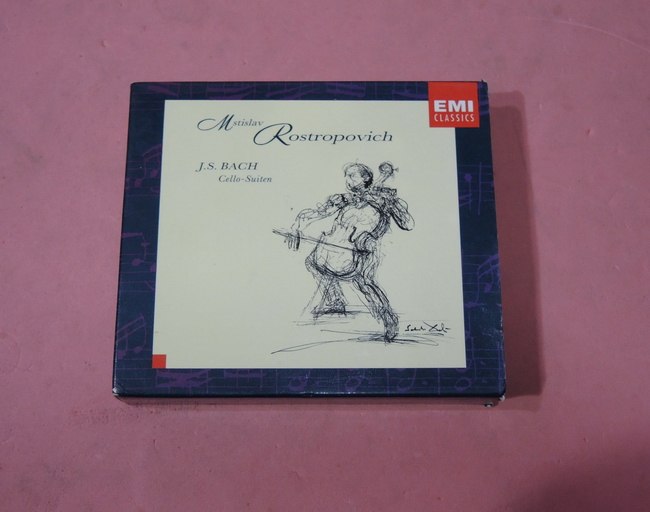 EMI
CLASSICS
Mstislav
Rostropovich
J.S. BACH
Cello-Suiten